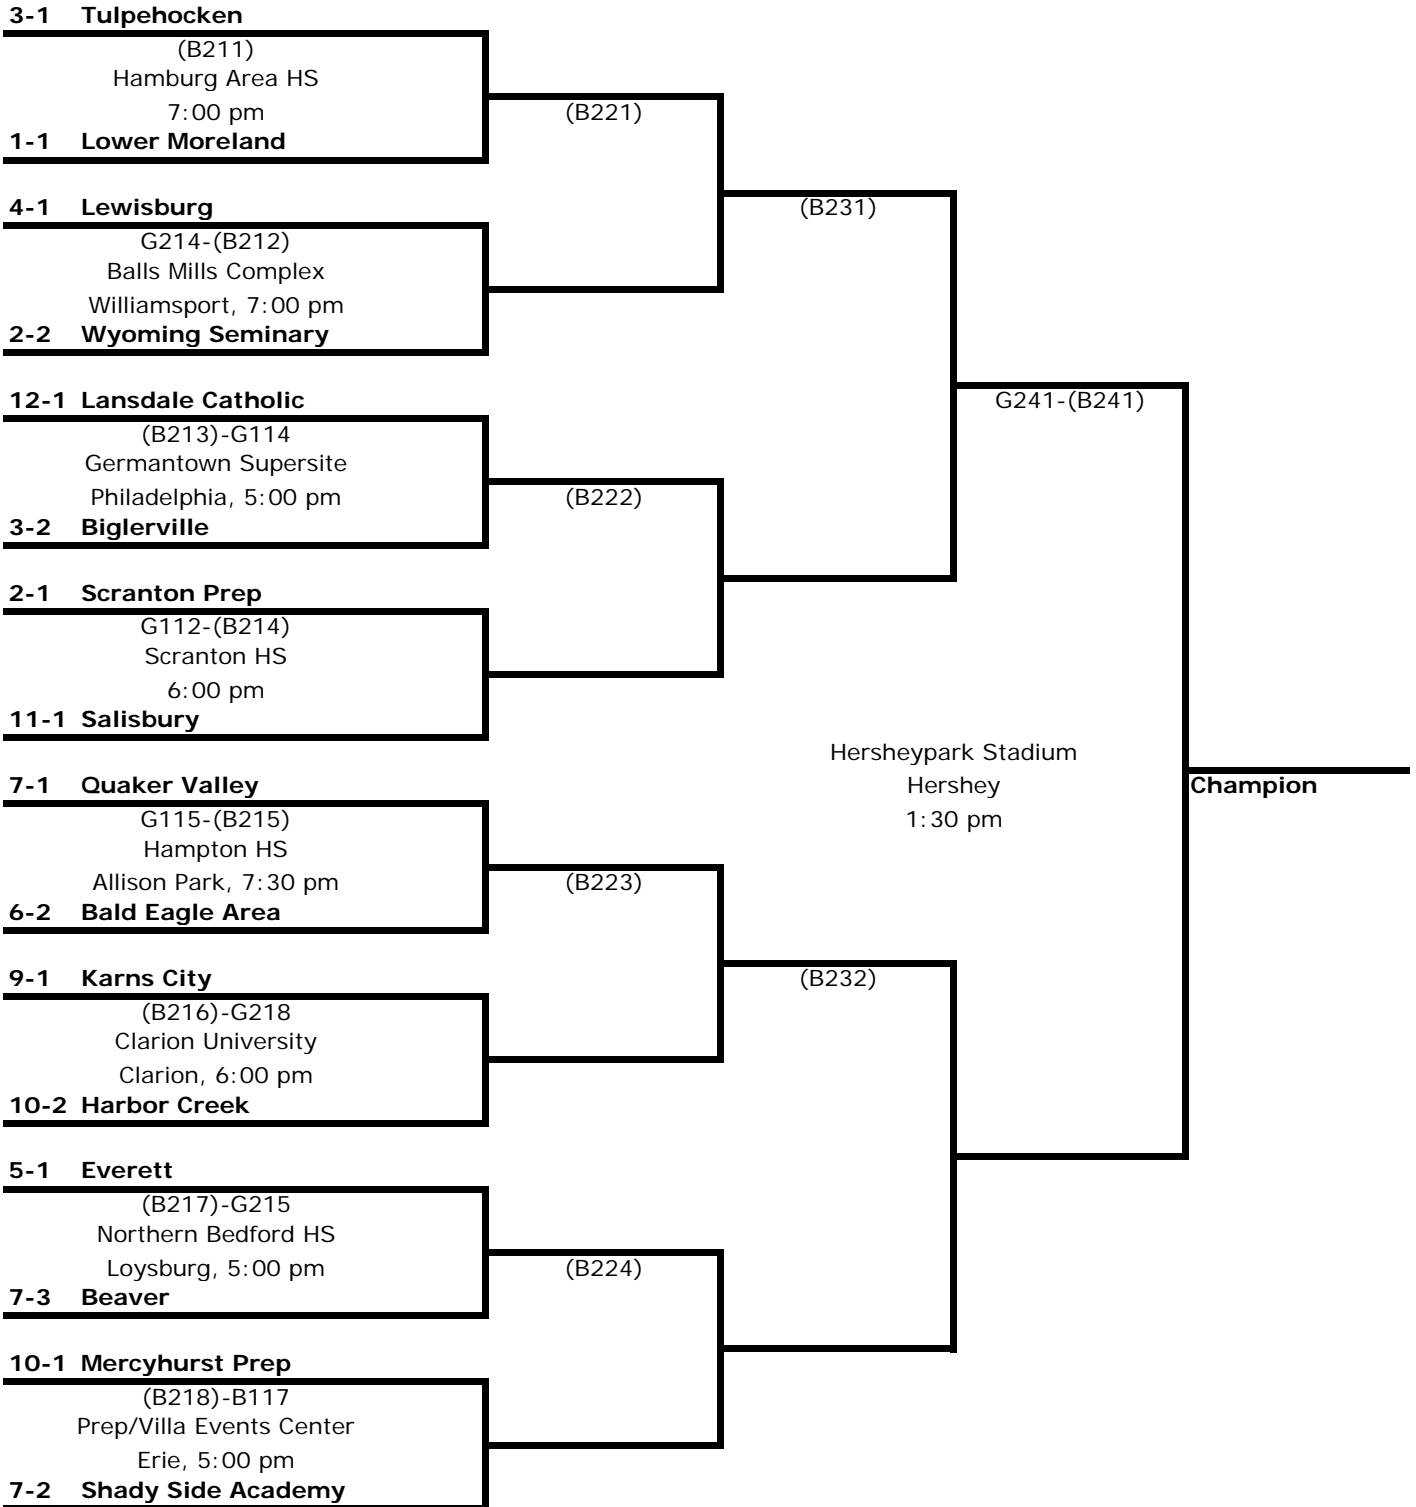 3-1 Tulpehocken
(B211)
Hamburg Area HS
7:00 pm
(B221)
1-1 Lower Moreland
4-1 Lewisburg
(B231)
G214-(B212)
Balls Mills Complex
Williamsport, 7:00 pm
2-2 Wyoming Seminary
12-1 Lansdale Catholic
G241-(B241)
(B213)-G114
Germantown Supersite
Philadelphia, 5:00 pm
(B222)
3-2 Biglerville
2-1 Scranton Prep
G112-(B214)
Scranton HS
6:00 pm
11-1 Salisbury
Hersheypark Stadium
7-1 Quaker Valley
Hershey
Champion
G115-(B215)
1:30 pm
Hampton HS
Allison Park, 7:30 pm
(B223)
6-2 Bald Eagle Area
9-1 Karns City
(B232)
(B216)-G218
Clarion University
Clarion, 6:00 pm
10-2 Harbor Creek
5-1 Everett
(B217)-G215
Northern Bedford HS
Loysburg, 5:00 pm
(B224)
7-3 Beaver
10-1 Mercyhurst Prep
(B218)-B117
Prep/Villa Events Center
Erie, 5:00 pm
7-2 Shady Side Academy